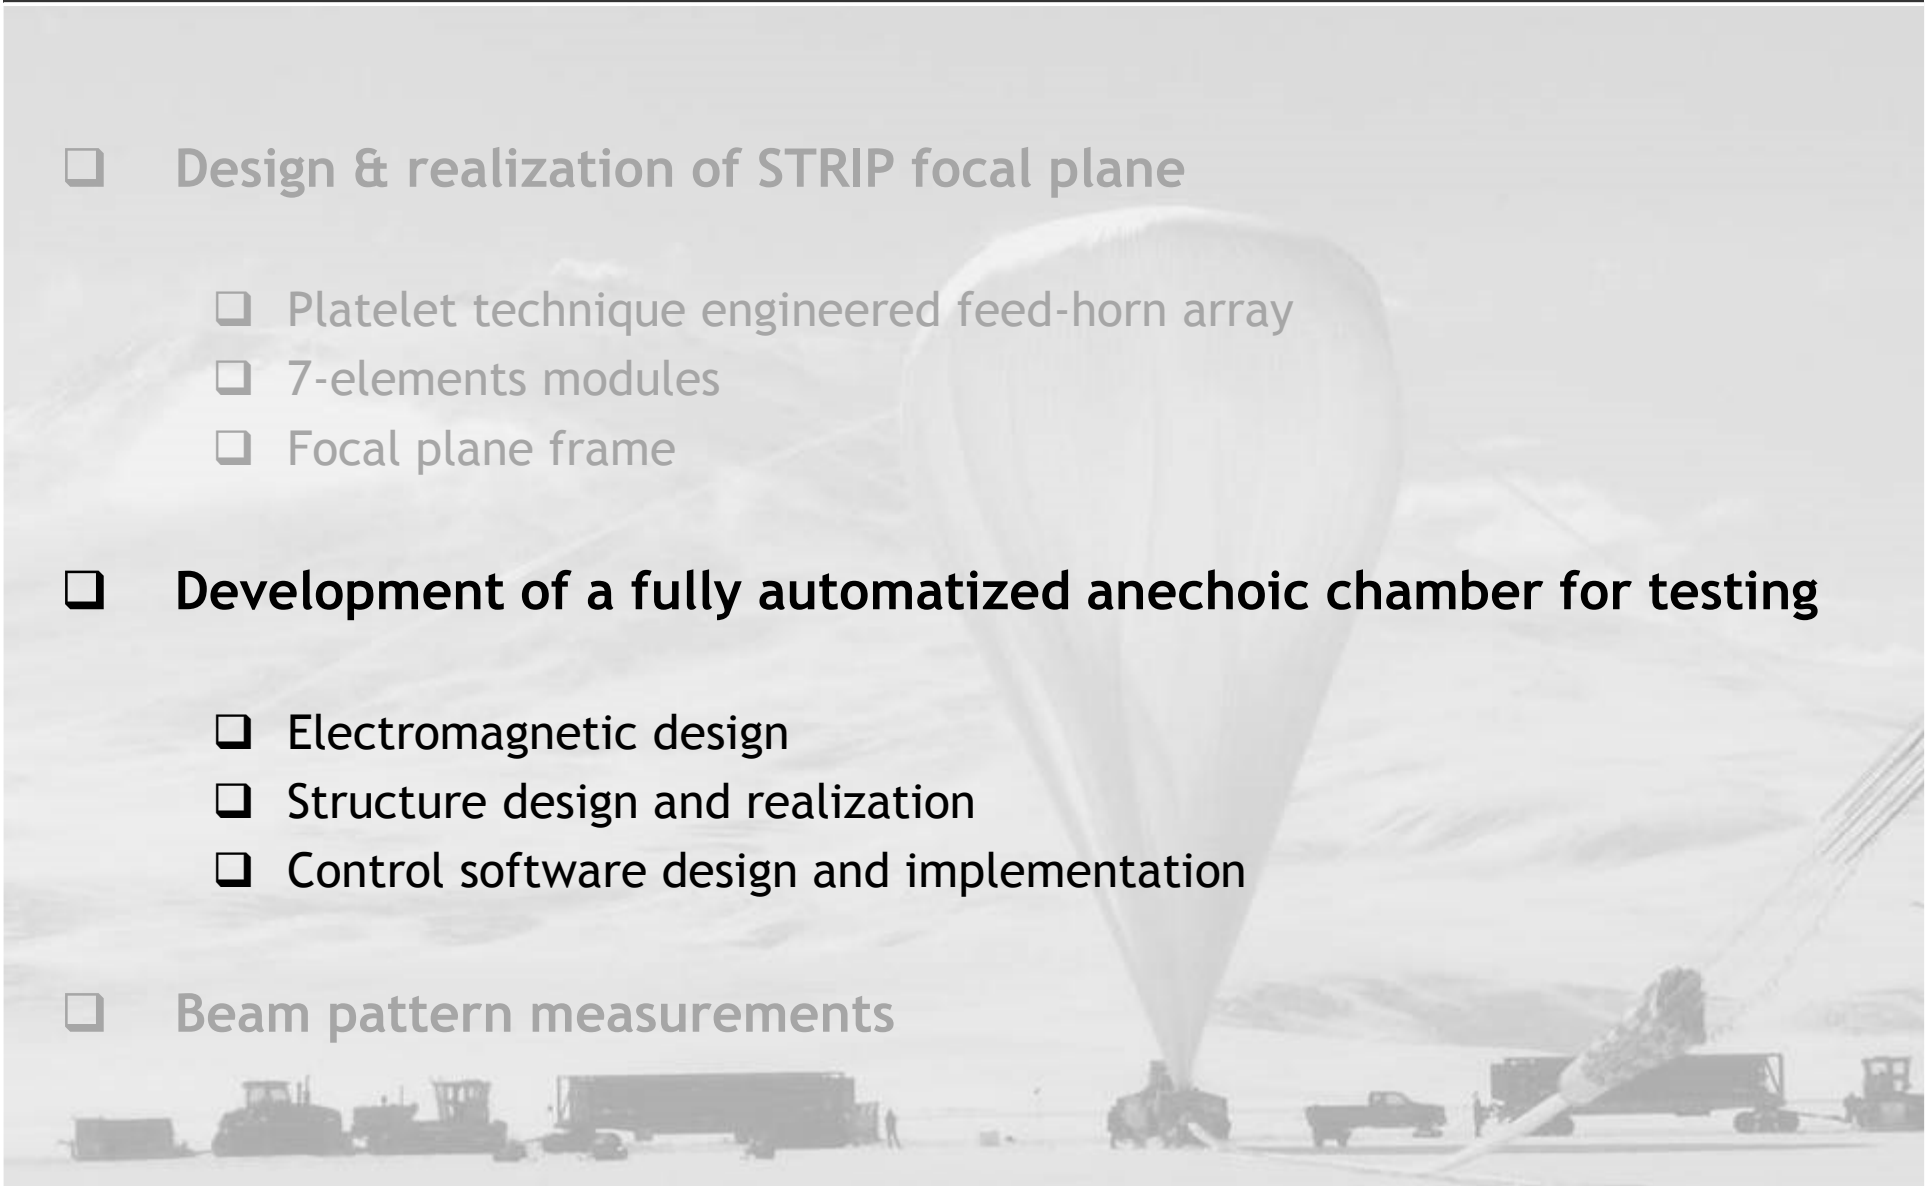 Design & realization of STRIP focal plane
Platelet technique engineered feed-horn array
7-elements modules
Focal plane frame
Development of a fully automatized anechoic chamber for testing
Electromagnetic design
Structure design and realization
Control software design and implementation
Beam pattern measurements